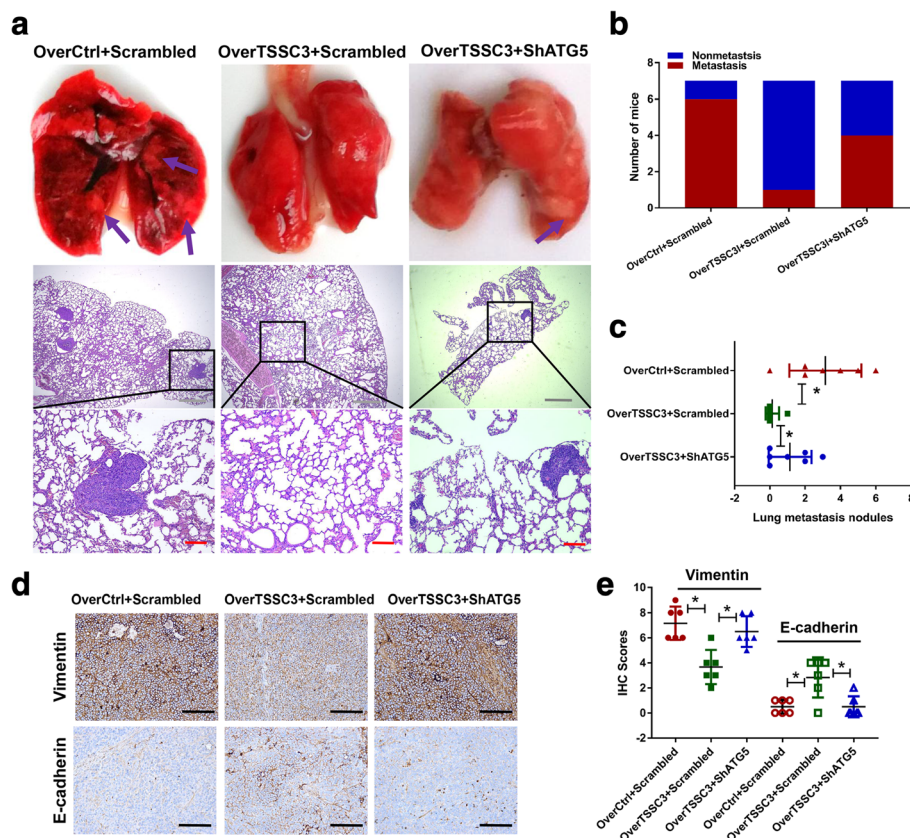 a
OverCtrl+Scrambled
OverTSSC3+Scrambled
OverTSSC3+ShATG5
b
Nonmetastsis
Metastasis
Number of mice
8
6
4
2
0
OverCtrl+Scrambled
OverTSSC3I+Scrambled
OverTSSC3I+ShATG5
c
OverCtrl+Scrambled
OverTSSC3+Scrambled
OverTSSC3+ShATG5
*
*
-2
0
2
4
6
8
Lung metastasis nodules
d
OverCtrl+Scrambled
OverTSSC3+Scrambled
OverTSSC3+ShATG5
Vimentin
E-cadherin
e
Vimentin
E-cadherin
IHC Scores
10
8
6
4
2
0
* * * *
OverCtrl+Scrambled
OverTSSC3+Scrambled
OverTSSC3+ShATG5
OverCtrl+Scrambled
OverTSSC3+Scrambled
OverTSSC3+ShATG5